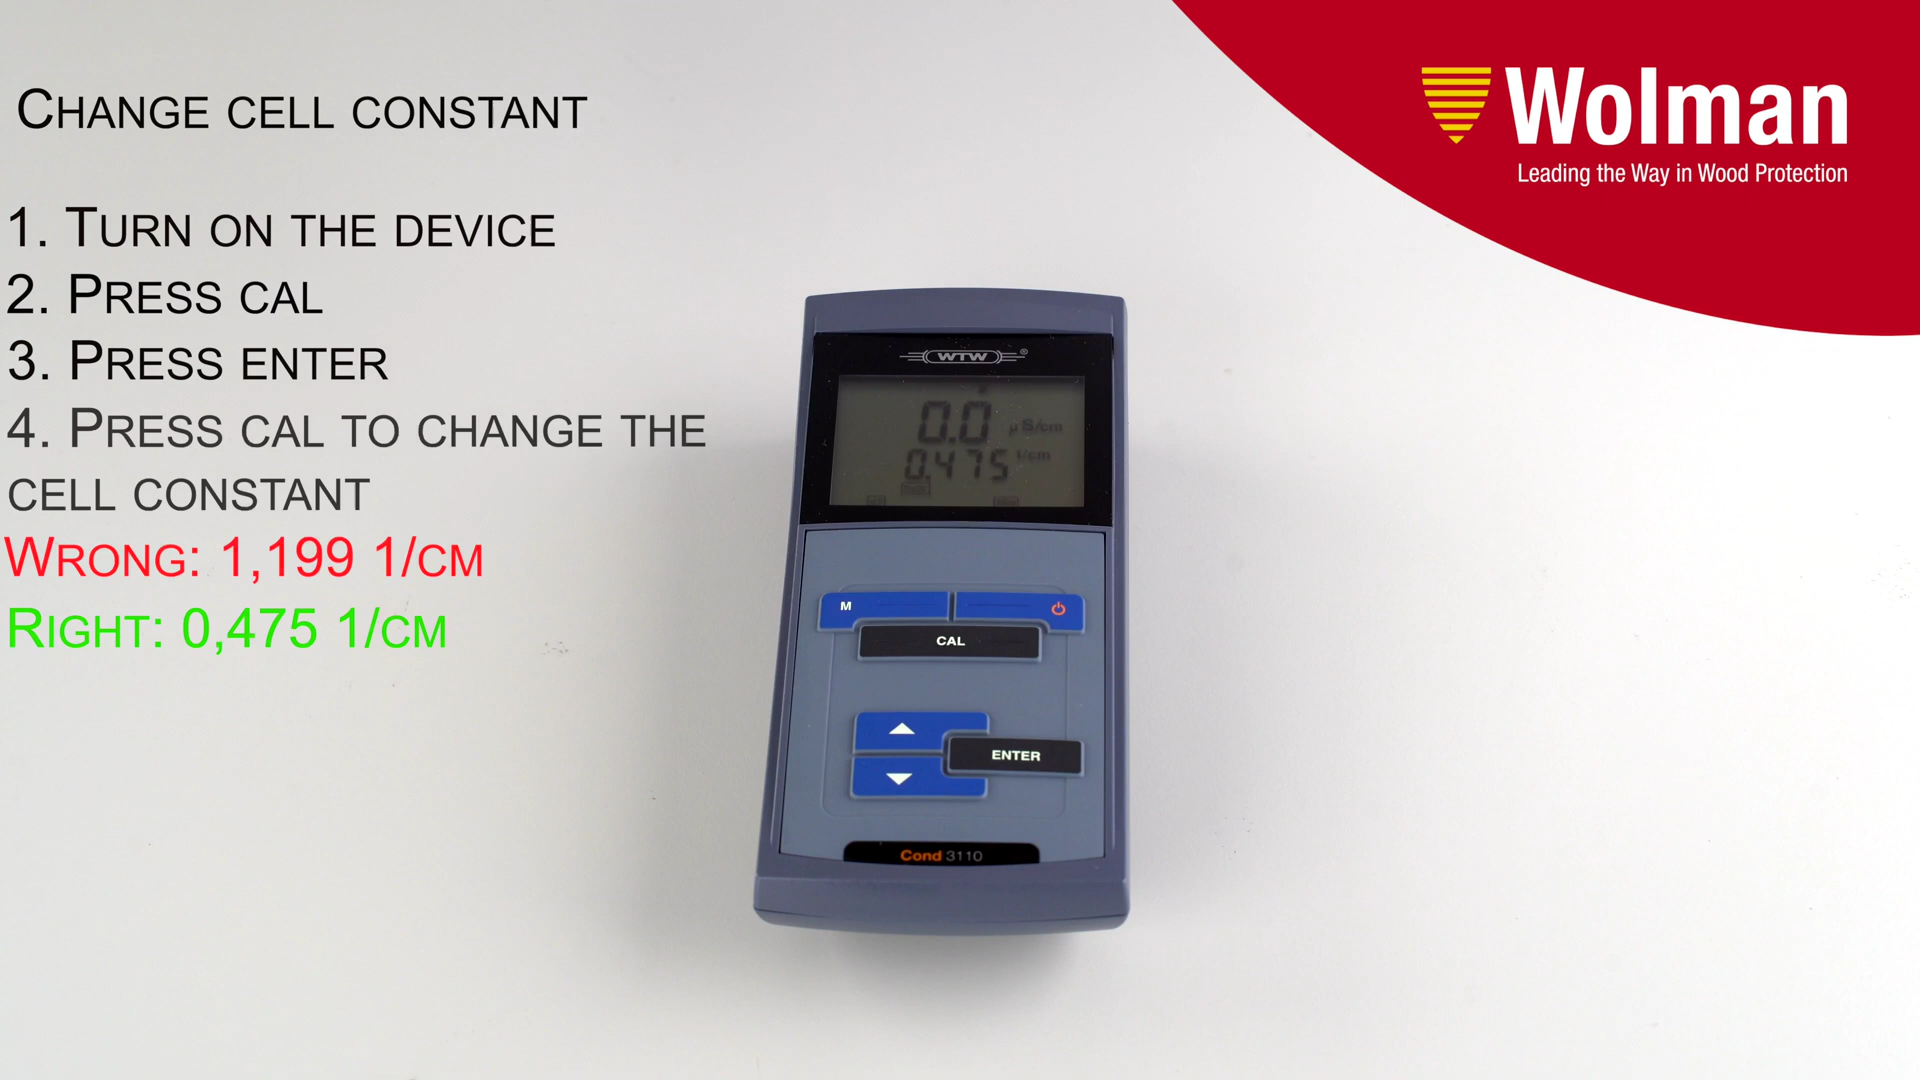 CHANGE CELL CONSTANT
1. TURN ON THE DEVICE
2. PRESS CAL
3. PRESS ENTER
4. PRESS CAL TO CHANGE THE
CELL CONSTANT
WRONG: 1,199 1/CM
RIGHT: 0,475 1/CM
Wolman
Leading the Way in Wood Protection
WTW®
0.0 µS/cm
0.475 1/cm
M
CAL
ENTER
Cond 3110